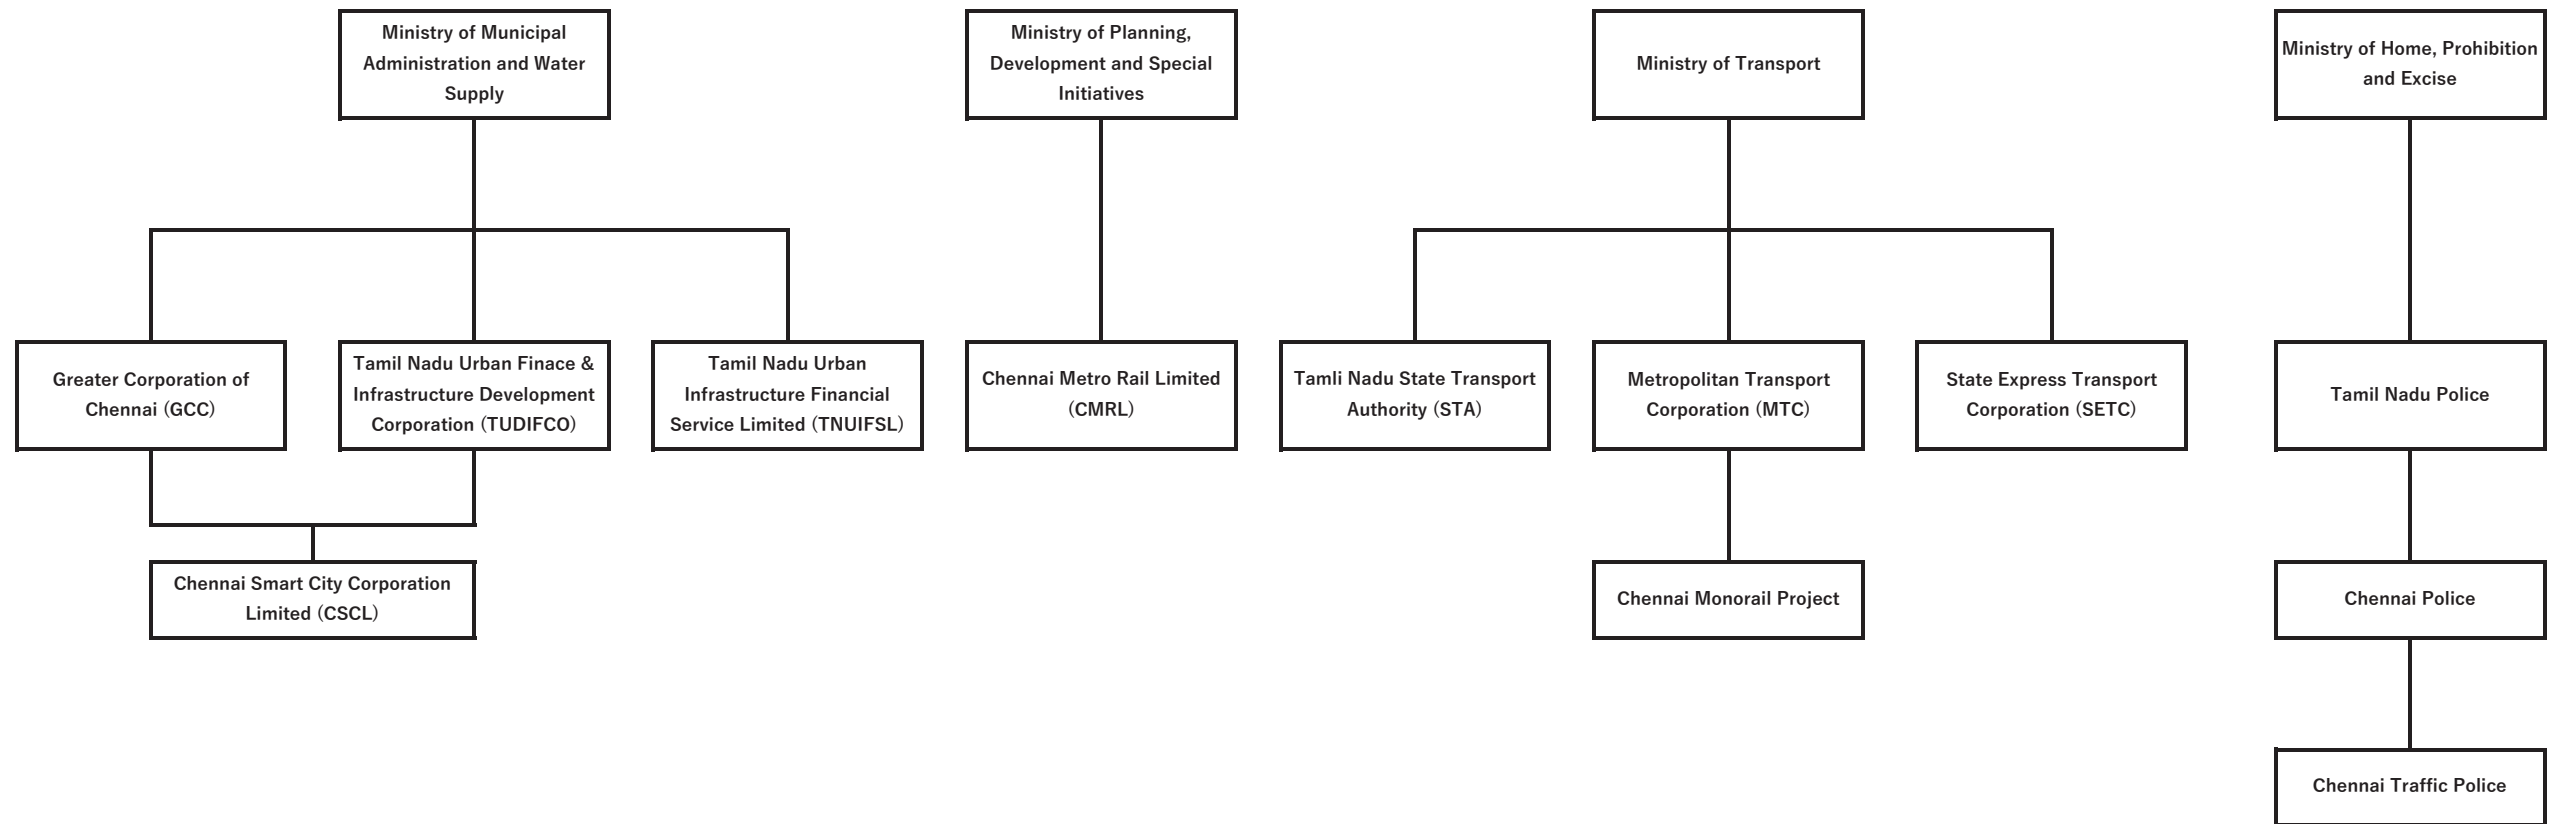 Ministry of Municipal
Administration and Water
Supply
Ministry of Planning,
Development and Special
Initiatives
Ministry of Transport
Ministry of Home, Prohibition
and Excise
Greater Corporation of
Chennai (GCC)
Tamil Nadu Urban Finace &
Infrastructure Development
Corporation (TUDIFCO)
Tamil Nadu Urban
Infrastructure Financial
Service Limited (TNUIFSL)
Chennai Metro Rail Limited
(CMRL)
Tamli Nadu State Transport
Authority (STA)
Metropolitan Transport
Corporation (MTC)
State Express Transport
Corporation (SETC)
Tamil Nadu Police
Chennai Smart City Corporation
Limited (CSCL)
Chennai Monorail Project
Chennai Police
Chennai Traffic Police